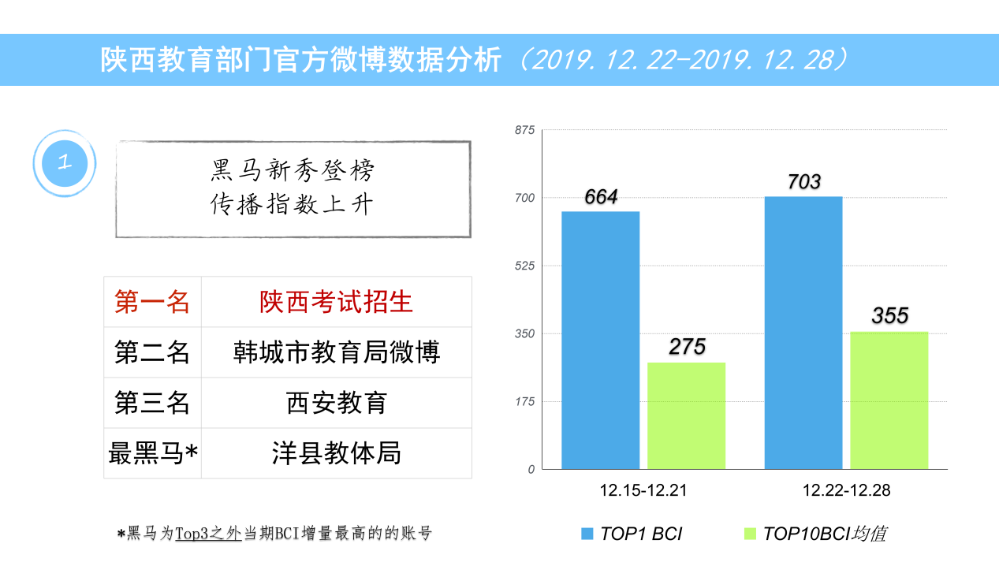 陕西教育部门官方微博数据分析（2019.12.22-2019.12.28）
1
黑马新秀登榜
传播指数上升
第一名 陕西考试招生
第二名 韩城市教育局微博
第三名 西安教育
最黑马* 洋县教体局
*黑马为Top3之外当期BCI增量最高的的账号
875
700
525
350
175
0
664
275
703
355
12.15-12.21
12.22-12.28
TOP1 BCI
TOP10BCI均值